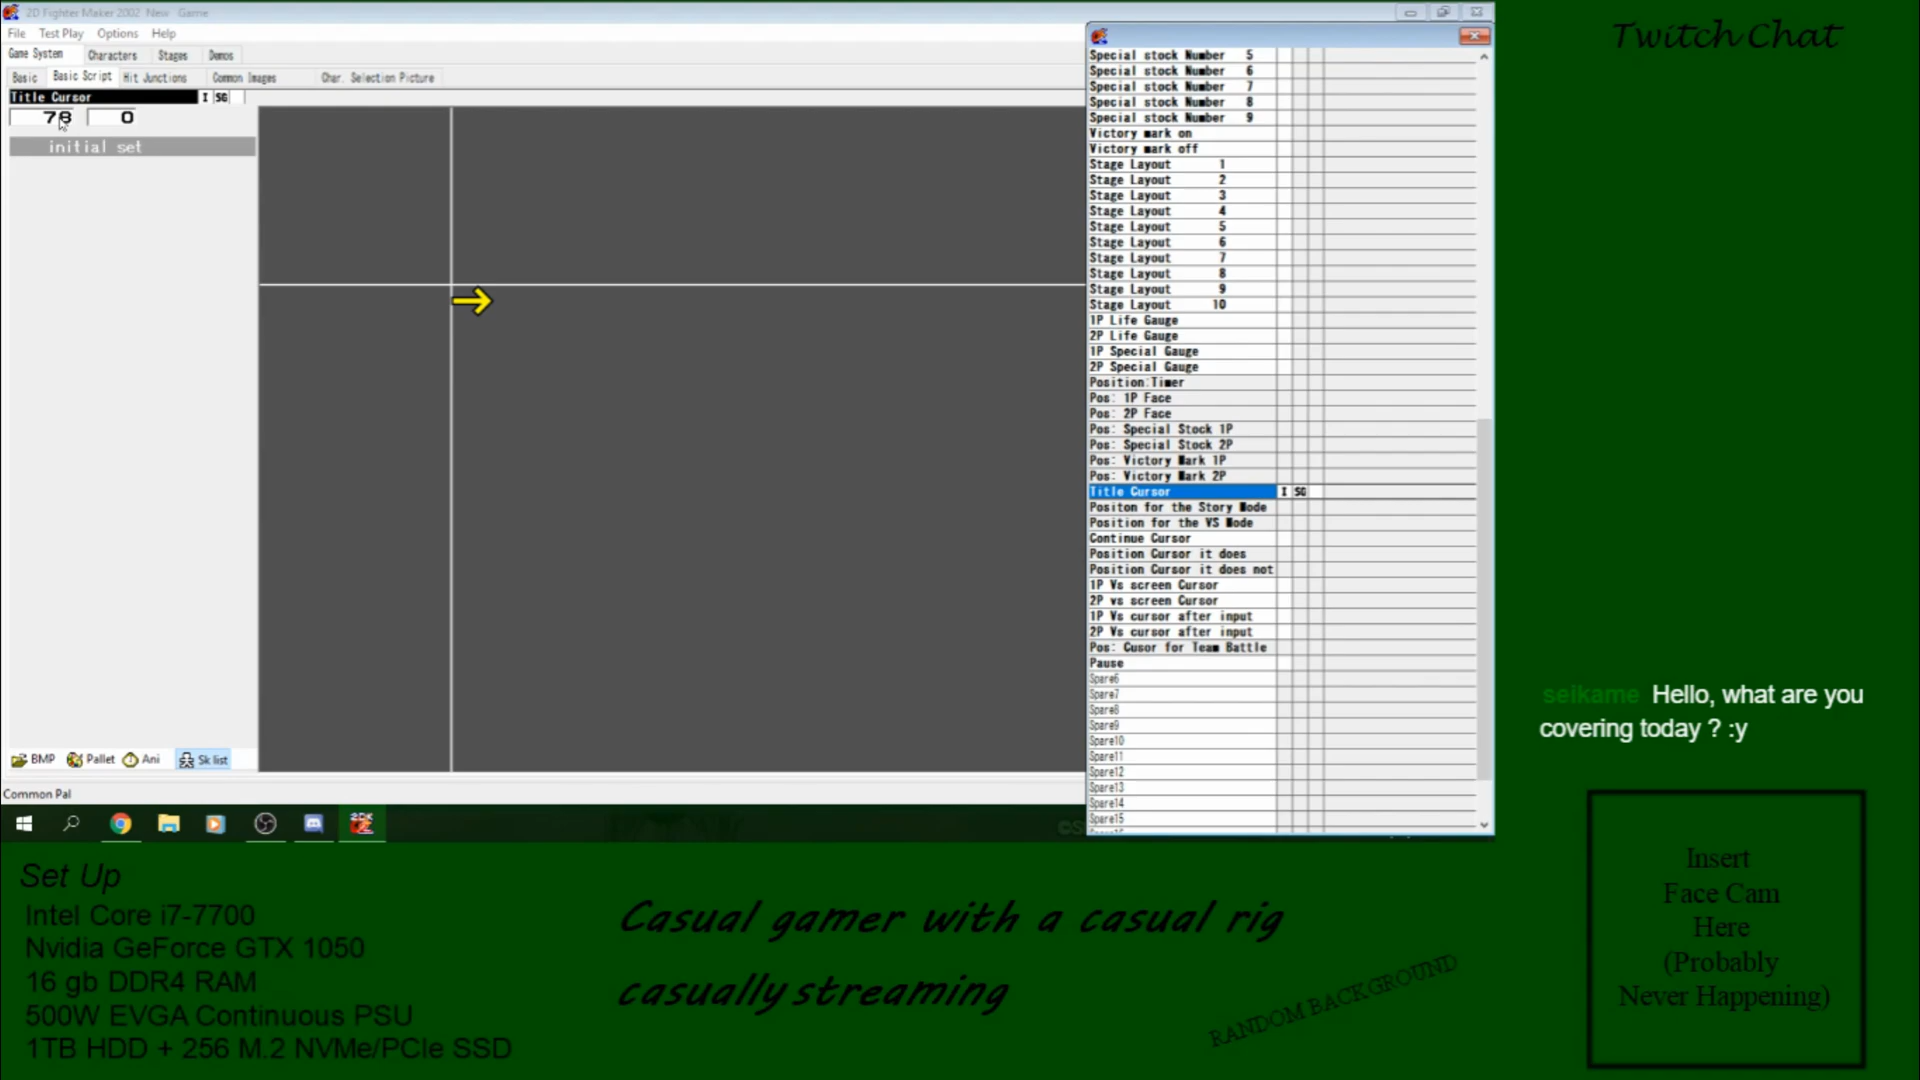 2D Fighter Maker 2002 New Game
File Test Play Options Help
Game System Characters Stages Demos
Basic Basic Script Hit Junctions Common Images Char. Selection Picture
Title Cursor I SG
78 0
initial set
BMP Pallet Ani Sk list
Common Pal
Special stock Number 5
Special stock Number 6
Special stock Number 7
Special stock Number 8
Special stock Number 9
Victory mark on
Victory mark off
Stage Layout 1
Stage Layout 2
Stage Layout 3
Stage Layout 4
Stage Layout 5
Stage Layout 6
Stage Layout 7
Stage Layout 8
Stage Layout 9
Stage Layout 10
1P Life Gauge
2P Life Gauge
1P Special Gauge
2P Special Gauge
Position:Timer
Pos: 1P Face
Pos: 2P Face
Pos: Special Stock 1P
Pos: Special Stock 2P
Pos: Victory Mark 1P
Pos: Victory Mark 2P
Title Cursor I SG
Positon for the Story Mode
Position for the VS Mode
Continue Cursor
Position Cursor it does
Position Cursor it does not
1P Vs screen Cursor
2P vs screen Cursor
1P Vs cursor after input
2P Vs cursor after input
Pos: Cusor for Team Battle
Pause
Spare6
Spare7
Spare8
Spare9
Spare10
Spare11
Spare12
Spare13
Spare14
Spare15
Twitch Chat
seikame Hello, what are you
covering today ? :y
Set Up
Intel Core i7-7700
Nvidia GeForce GTX 1050
16 gb DDR4 RAM
500W EVGA Continuous PSU
1TB HDD + 256 M.2 NVMe/PCIe SSD
Casual gamer with a casual rig
casually streaming
RANDOM BACKGROUND
Insert
Face Cam
Here
(Probably
Never Happening)